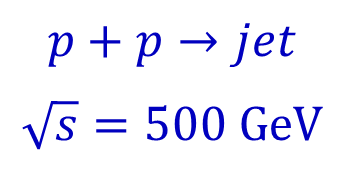 p + p → jet
√s = 500 GeV